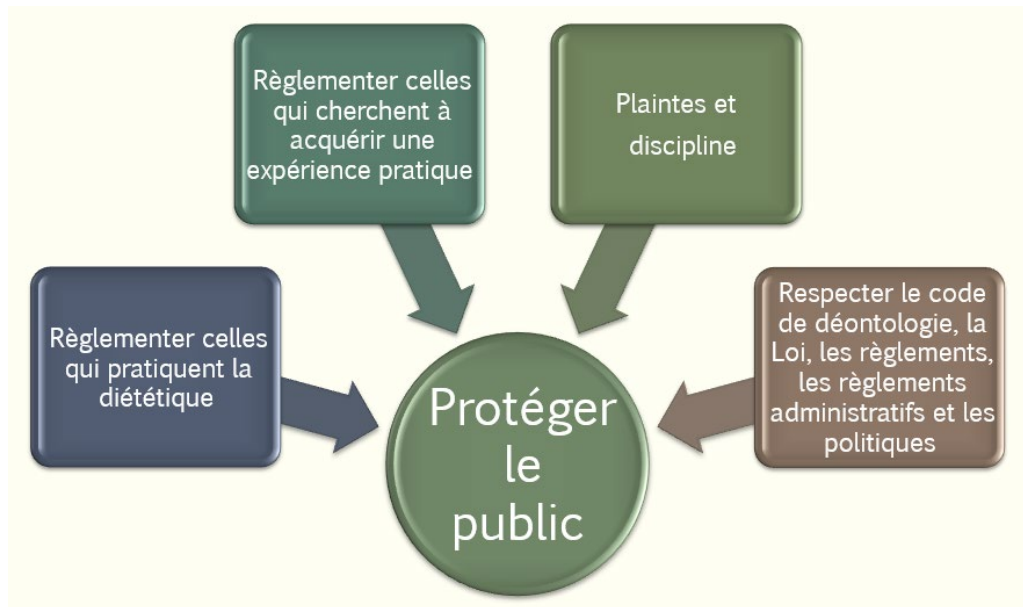 Règlementer celles
qui pratiquent la
diététique
Règlementer celles
qui cherchent à
acquérir une
expérience pratique
Plaintes et
discipline
Respecter le code
de déontologie, la
Loi, les règlements,
les règlements
administratifs et les
politiques
Protéger
le
public